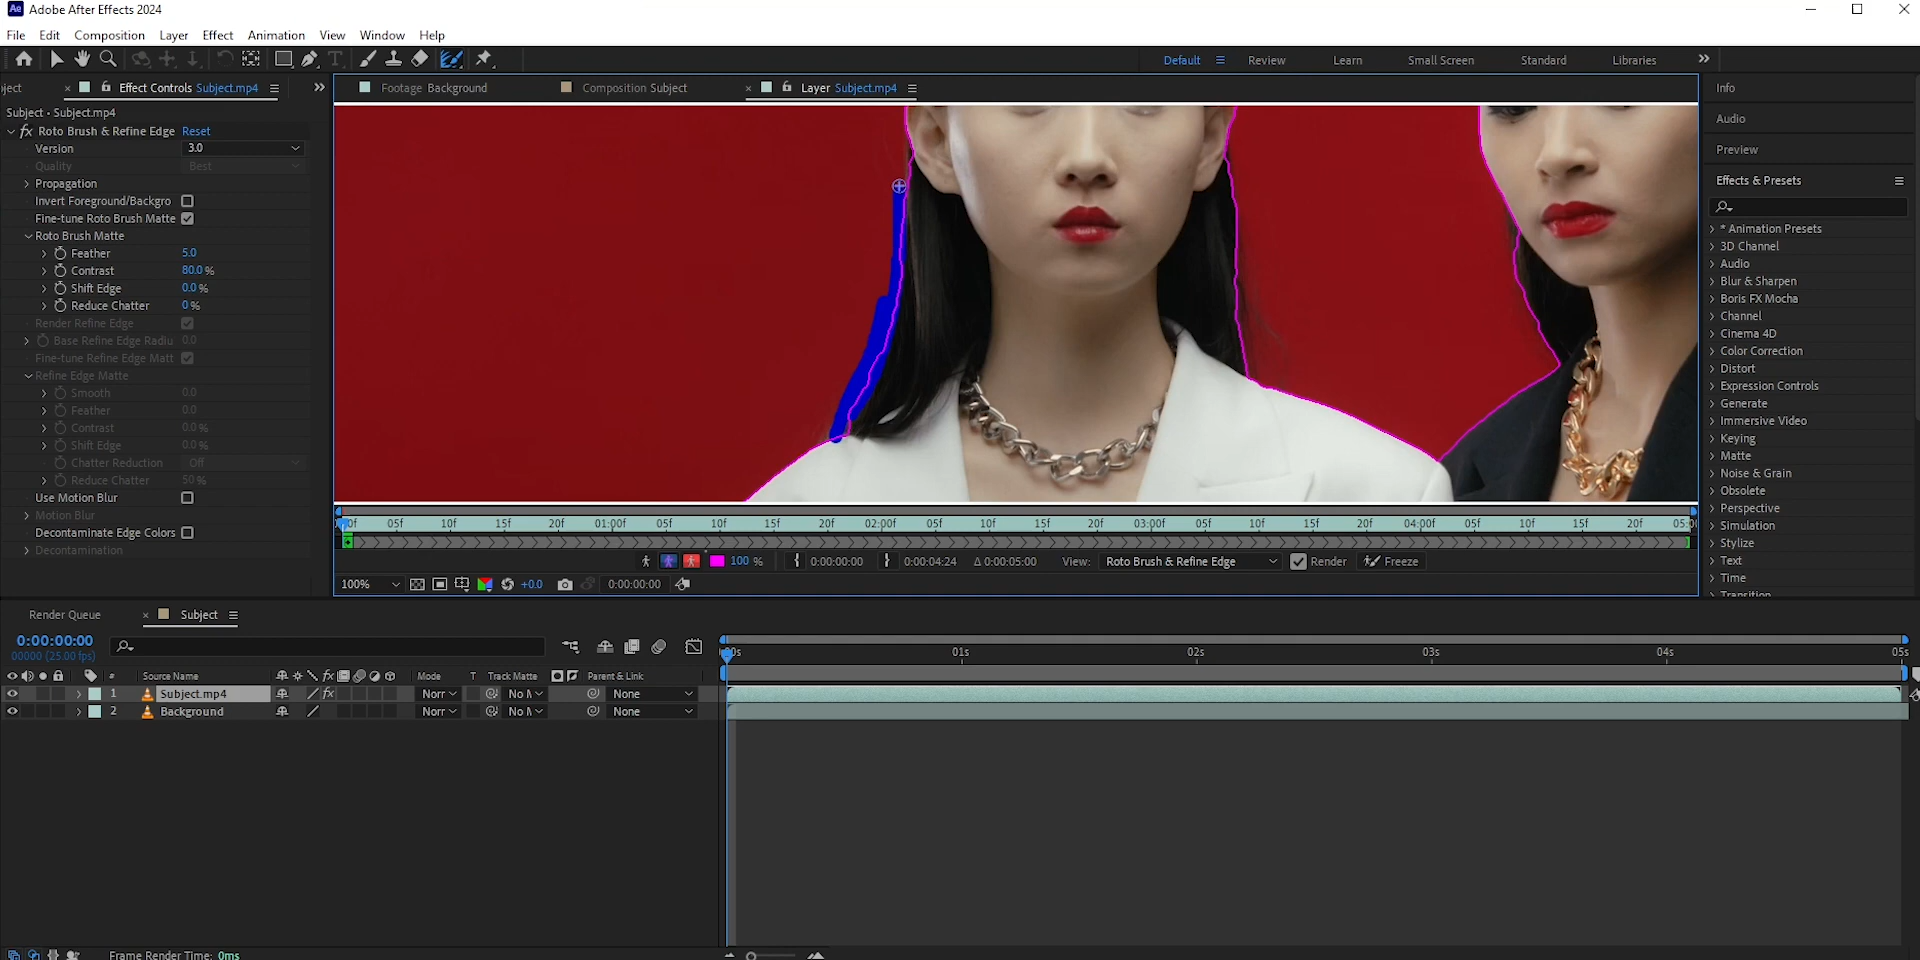 Ae Adobe After Effects 2024
File Edit Composition Layer Effect Animation View Window Help
Default Review Learn Small Screen Standard Libraries
ject Effect Controls Subject.mp4
Footage Background Composition Subject Layer Subject.mp4
Subject • Subject.mp4
fx Roto Brush & Refine Edge Reset
Version 3.0
Quality Best
Propagation
Invert Foreground/Backgro
Fine-tune Roto Brush Matte
Roto Brush Matte
Feather 5.0
Contrast 80.0 %
Shift Edge 0.0 %
Reduce Chatter 0 %
Render Refine Edge
Base Refine Edge Radiu 0.0
Fine-tune Refine Edge Matt
Refine Edge Matte
Smooth 0.0
Feather 0.0
Contrast 0.0 %
Shift Edge 0.0 %
Chatter Reduction Off
Reduce Chatter 50 %
Use Motion Blur
Motion Blur
Decontaminate Edge Colors
Decontamination
05f 10f 15f 20f 01:00f 05f 10f 15f 20f 02:00f 05f 10f 15f 20f 03:00f 05f 10f 15f 20f 04:00f 05f 10f 15f 20f 05:0
100 % 0:00:00:00 0:00:04:24 Δ 0:00:05:00 View: Roto Brush & Refine Edge Render Freeze
100% +0.0 0:00:00:00
Info
Audio
Preview
Effects & Presets
* Animation Presets
3D Channel
Audio
Blur & Sharpen
Boris FX Mocha
Channel
Cinema 4D
Color Correction
Distort
Expression Controls
Generate
Immersive Video
Keying
Matte
Noise & Grain
Obsolete
Perspective
Simulation
Stylize
Text
Time
Transition
Render Queue Subject
0:00:00:00
00000 (25.00 fps)
:00s 01s 02s 03s 04s 05s
# Source Name fx Mode T Track Matte Parent & Link
1 Subject.mp4 fx Norr No M None
2 Background Norr No M None
Frame Render Time: 0ms